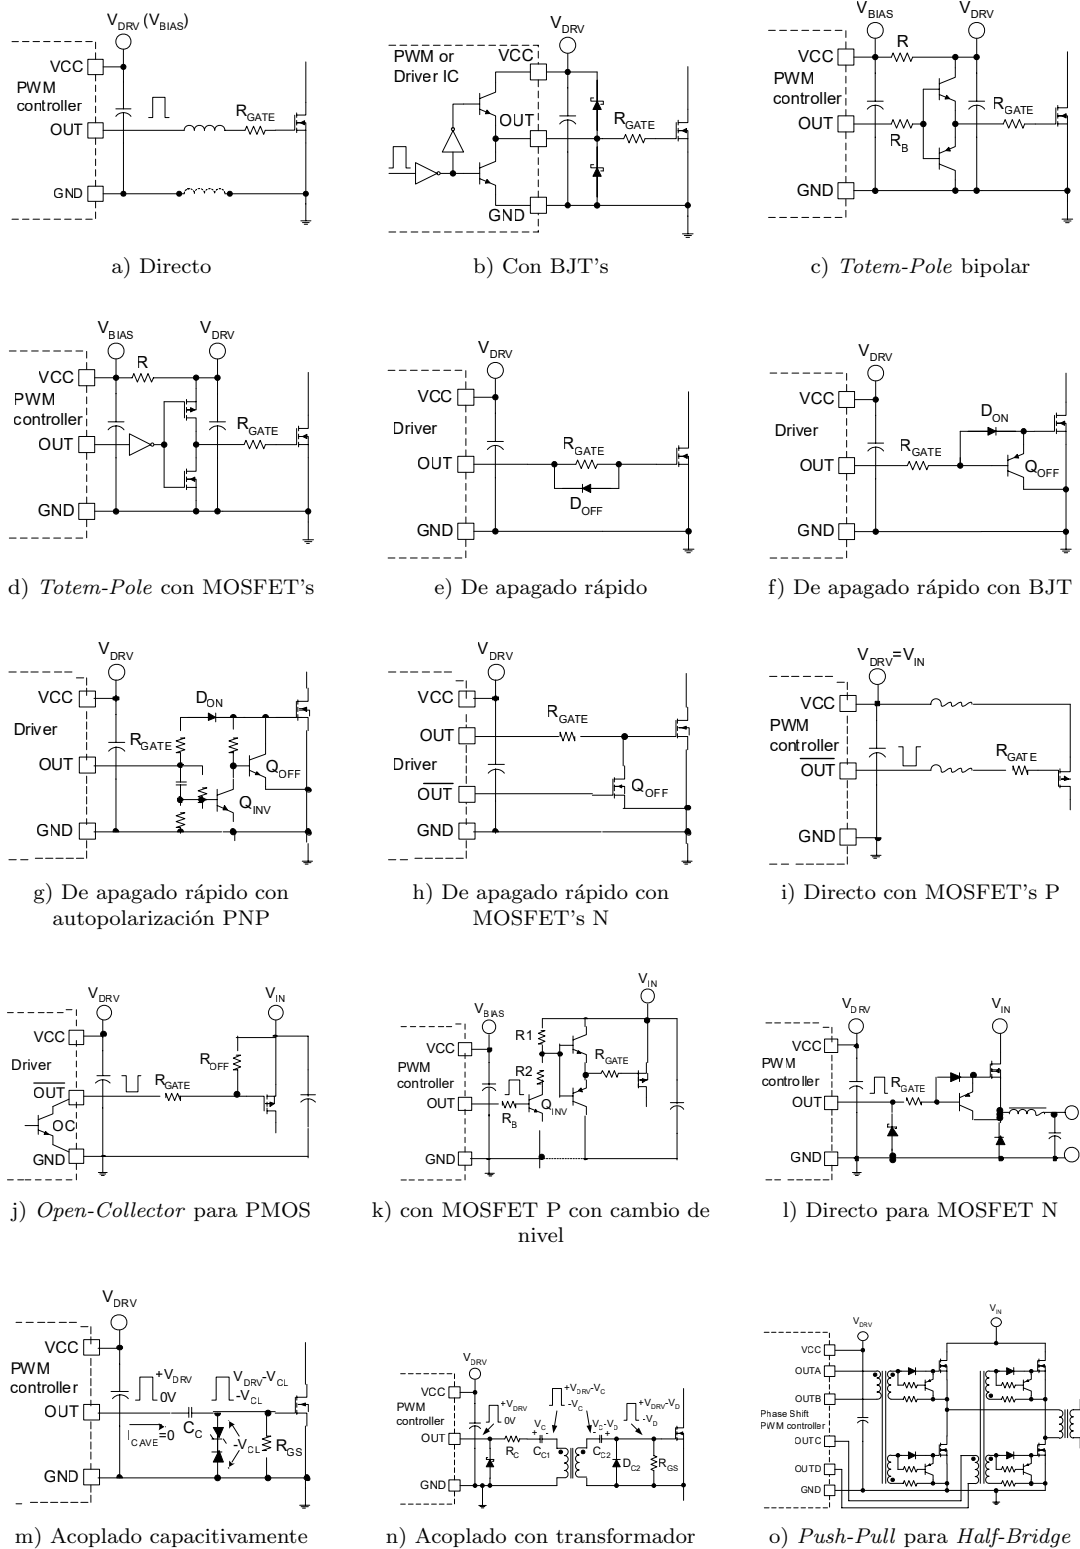 V_DRV (V_BIAS)
VCC
PWM
controller
R_GATE
OUT
GND
a) Directo
V_DRV
PWM or
Driver IC
VCC
OUT
R_GATE
GND
b) Con BJT's
V_BIAS
V_DRV
R
VCC
PWM
controller
R_GATE
OUT
R_B
GND
c) Totem-Pole bipolar
V_BIAS
V_DRV
R
VCC
PWM
controller
R_GATE
OUT
GND
d) Totem-Pole con MOSFET's
V_DRV
VCC
Driver
R_GATE
OUT
D_OFF
GND
e) De apagado rápido
V_DRV
VCC
D_ON
Driver
R_GATE
OUT
Q_OFF
GND
f) De apagado rápido con BJT
V_DRV
VCC
D_ON
Driver
R_GATE
OUT
Q_OFF
Q_INV
GND
g) De apagado rápido con
autopolarización PNP
V_DRV
VCC
R_GATE
OUT
Driver
OUT
Q_OFF
GND
h) De apagado rápido con
MOSFET's N
V_DRV=V_IN
VCC
PWM
controller
R_GATE
OUT
GND
i) Directo con MOSFET's P
V_DRV
V_IN
VCC
Driver
R_OFF
OUT
R_GATE
OC
GND
j) Open-Collector para PMOS
V_IN
V_BIAS
R1
VCC
PWM
controller
R2
R_GATE
OUT
R_B
Q_INV
GND
k) con MOSFET P con cambio de
nivel
V_DRV
V_IN
VCC
PWM
controller
R_GATE
OUT
GND
l) Directo para MOSFET N
V_DRV
VCC
PWM
controller
+V_DRV
0V
V_DRV-V_CL
-V_CL
OUT
I_CAVE=0
C_C
-V_CL
R_GS
GND
m) Acoplado capacitivamente
V_DRV
VCC
PWM
controller
+V_DRV
0V
+V_DRV-V_C
-V_C
+V_DRV-V_D
-V_D
OUT
V_C
+ -
V_C-V_D
- +
R_C
C_C1
C_C2
D_C2
R_GS
GND
n) Acoplado con transformador
V_IN
V_DRV
VCC
OUTA
OUTB
Phase Shift
PWM controller
OUTC
OUTD
GND
o) Push-Pull para Half-Bridge